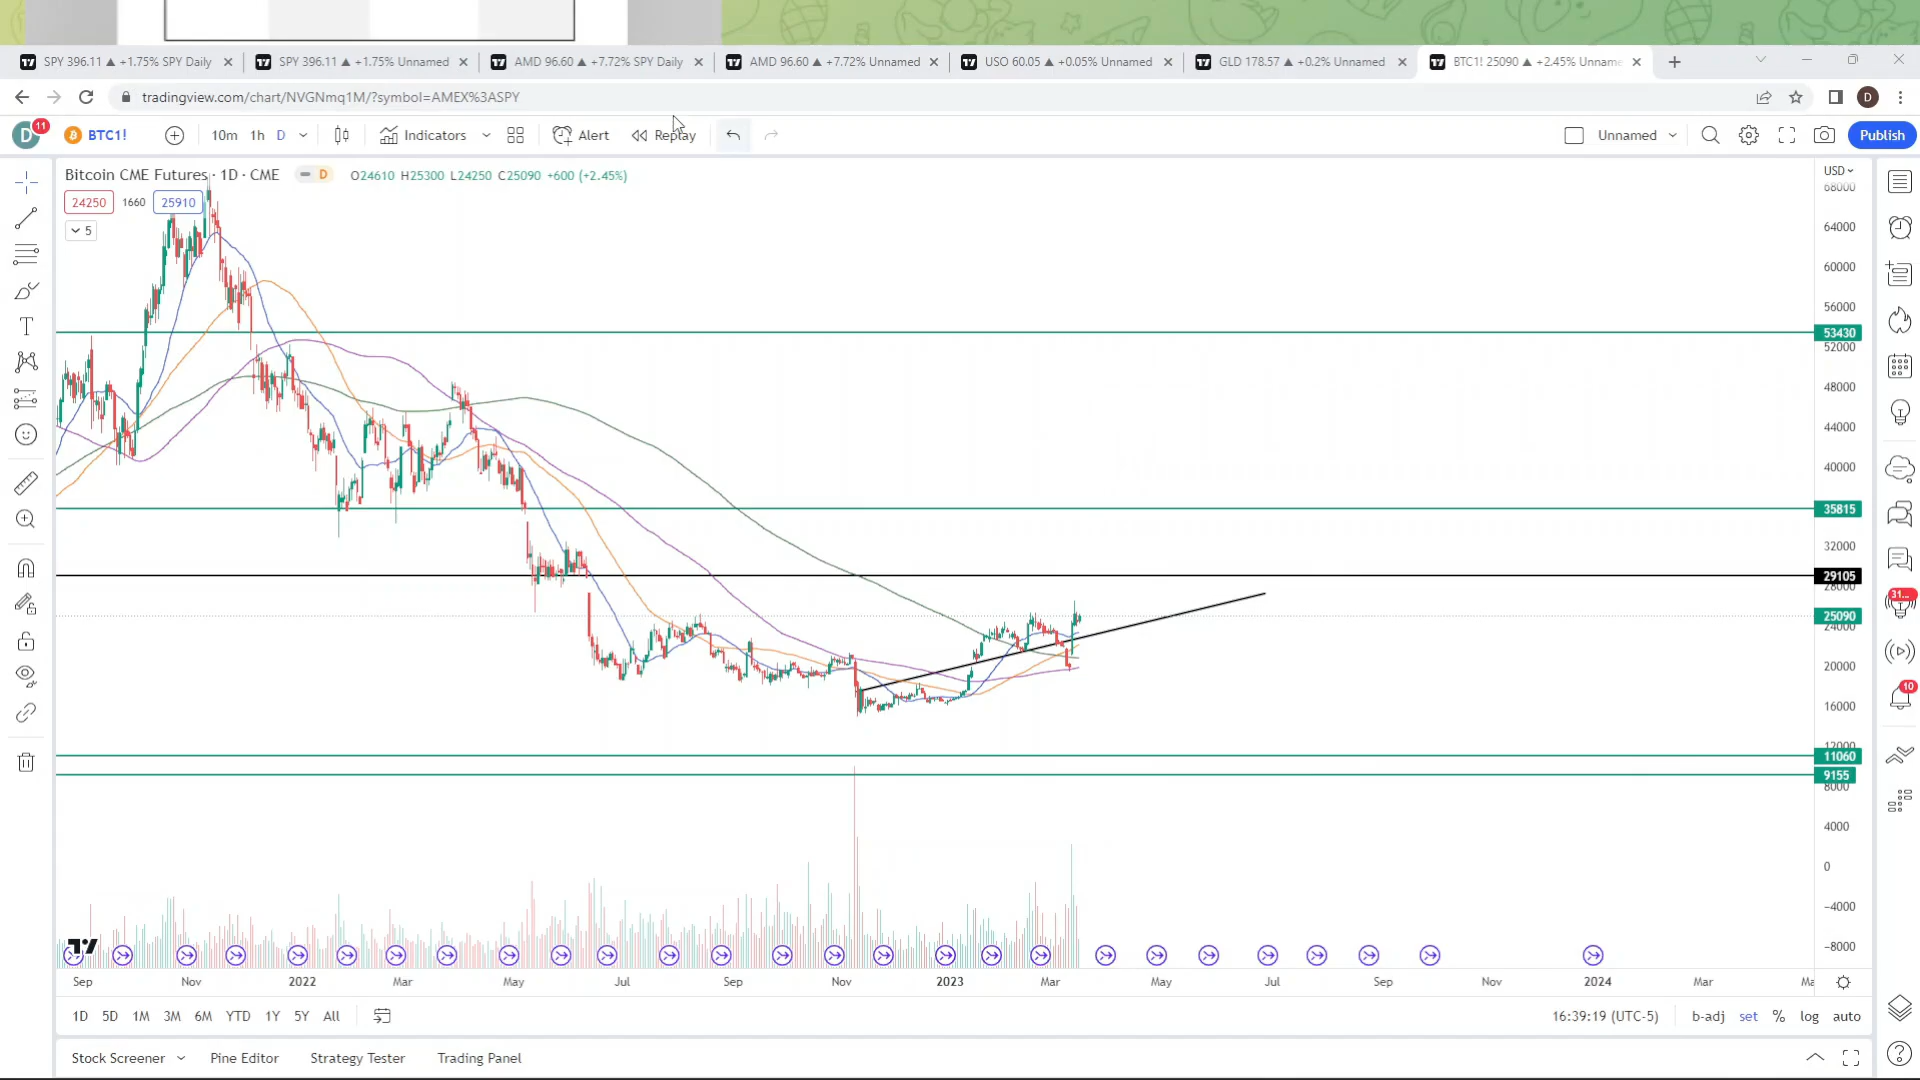 SPY 396.11 ▲ +1.75% SPY Daily
SPY 396.11 ▲ +1.75% Unnamed
AMD 96.60 ▲ +7.72% SPY Daily
AMD 96.60 ▲ +7.72% Unnamed
USO 60.05 ▲ +0.05% Unnamed
GLD 178.57 ▲ +0.2% Unnamed
BTC1! 25090 ▲ +2.45% Unname
tradingview.com/chart/NVGNmq1M/?symbol=AMEX%3ASPY
D
D
11
BTC1!
10m
1h
D
Indicators
Alert
Replay
Unnamed
Publish
Bitcoin CME Futures · 1D · CME
D
O24610 H25300 L24250 C25090 +600 (+2.45%)
24250
1660
25910
5
USD
68000
64000
60000
56000
53430
52000
48000
44000
40000
35815
32000
29105
28000
25090
24000
20000
16000
12000
11060
9155
8000
4000
0
−4000
−8000
31...
10
Sep
Nov
2022
Mar
May
Jul
Sep
Nov
2023
Mar
May
Jul
Sep
Nov
2024
Mar
Ma
1D
5D
1M
3M
6M
YTD
1Y
5Y
All
16:39:19 (UTC-5)
b-adj
set
%
log
auto
Stock Screener
Pine Editor
Strategy Tester
Trading Panel